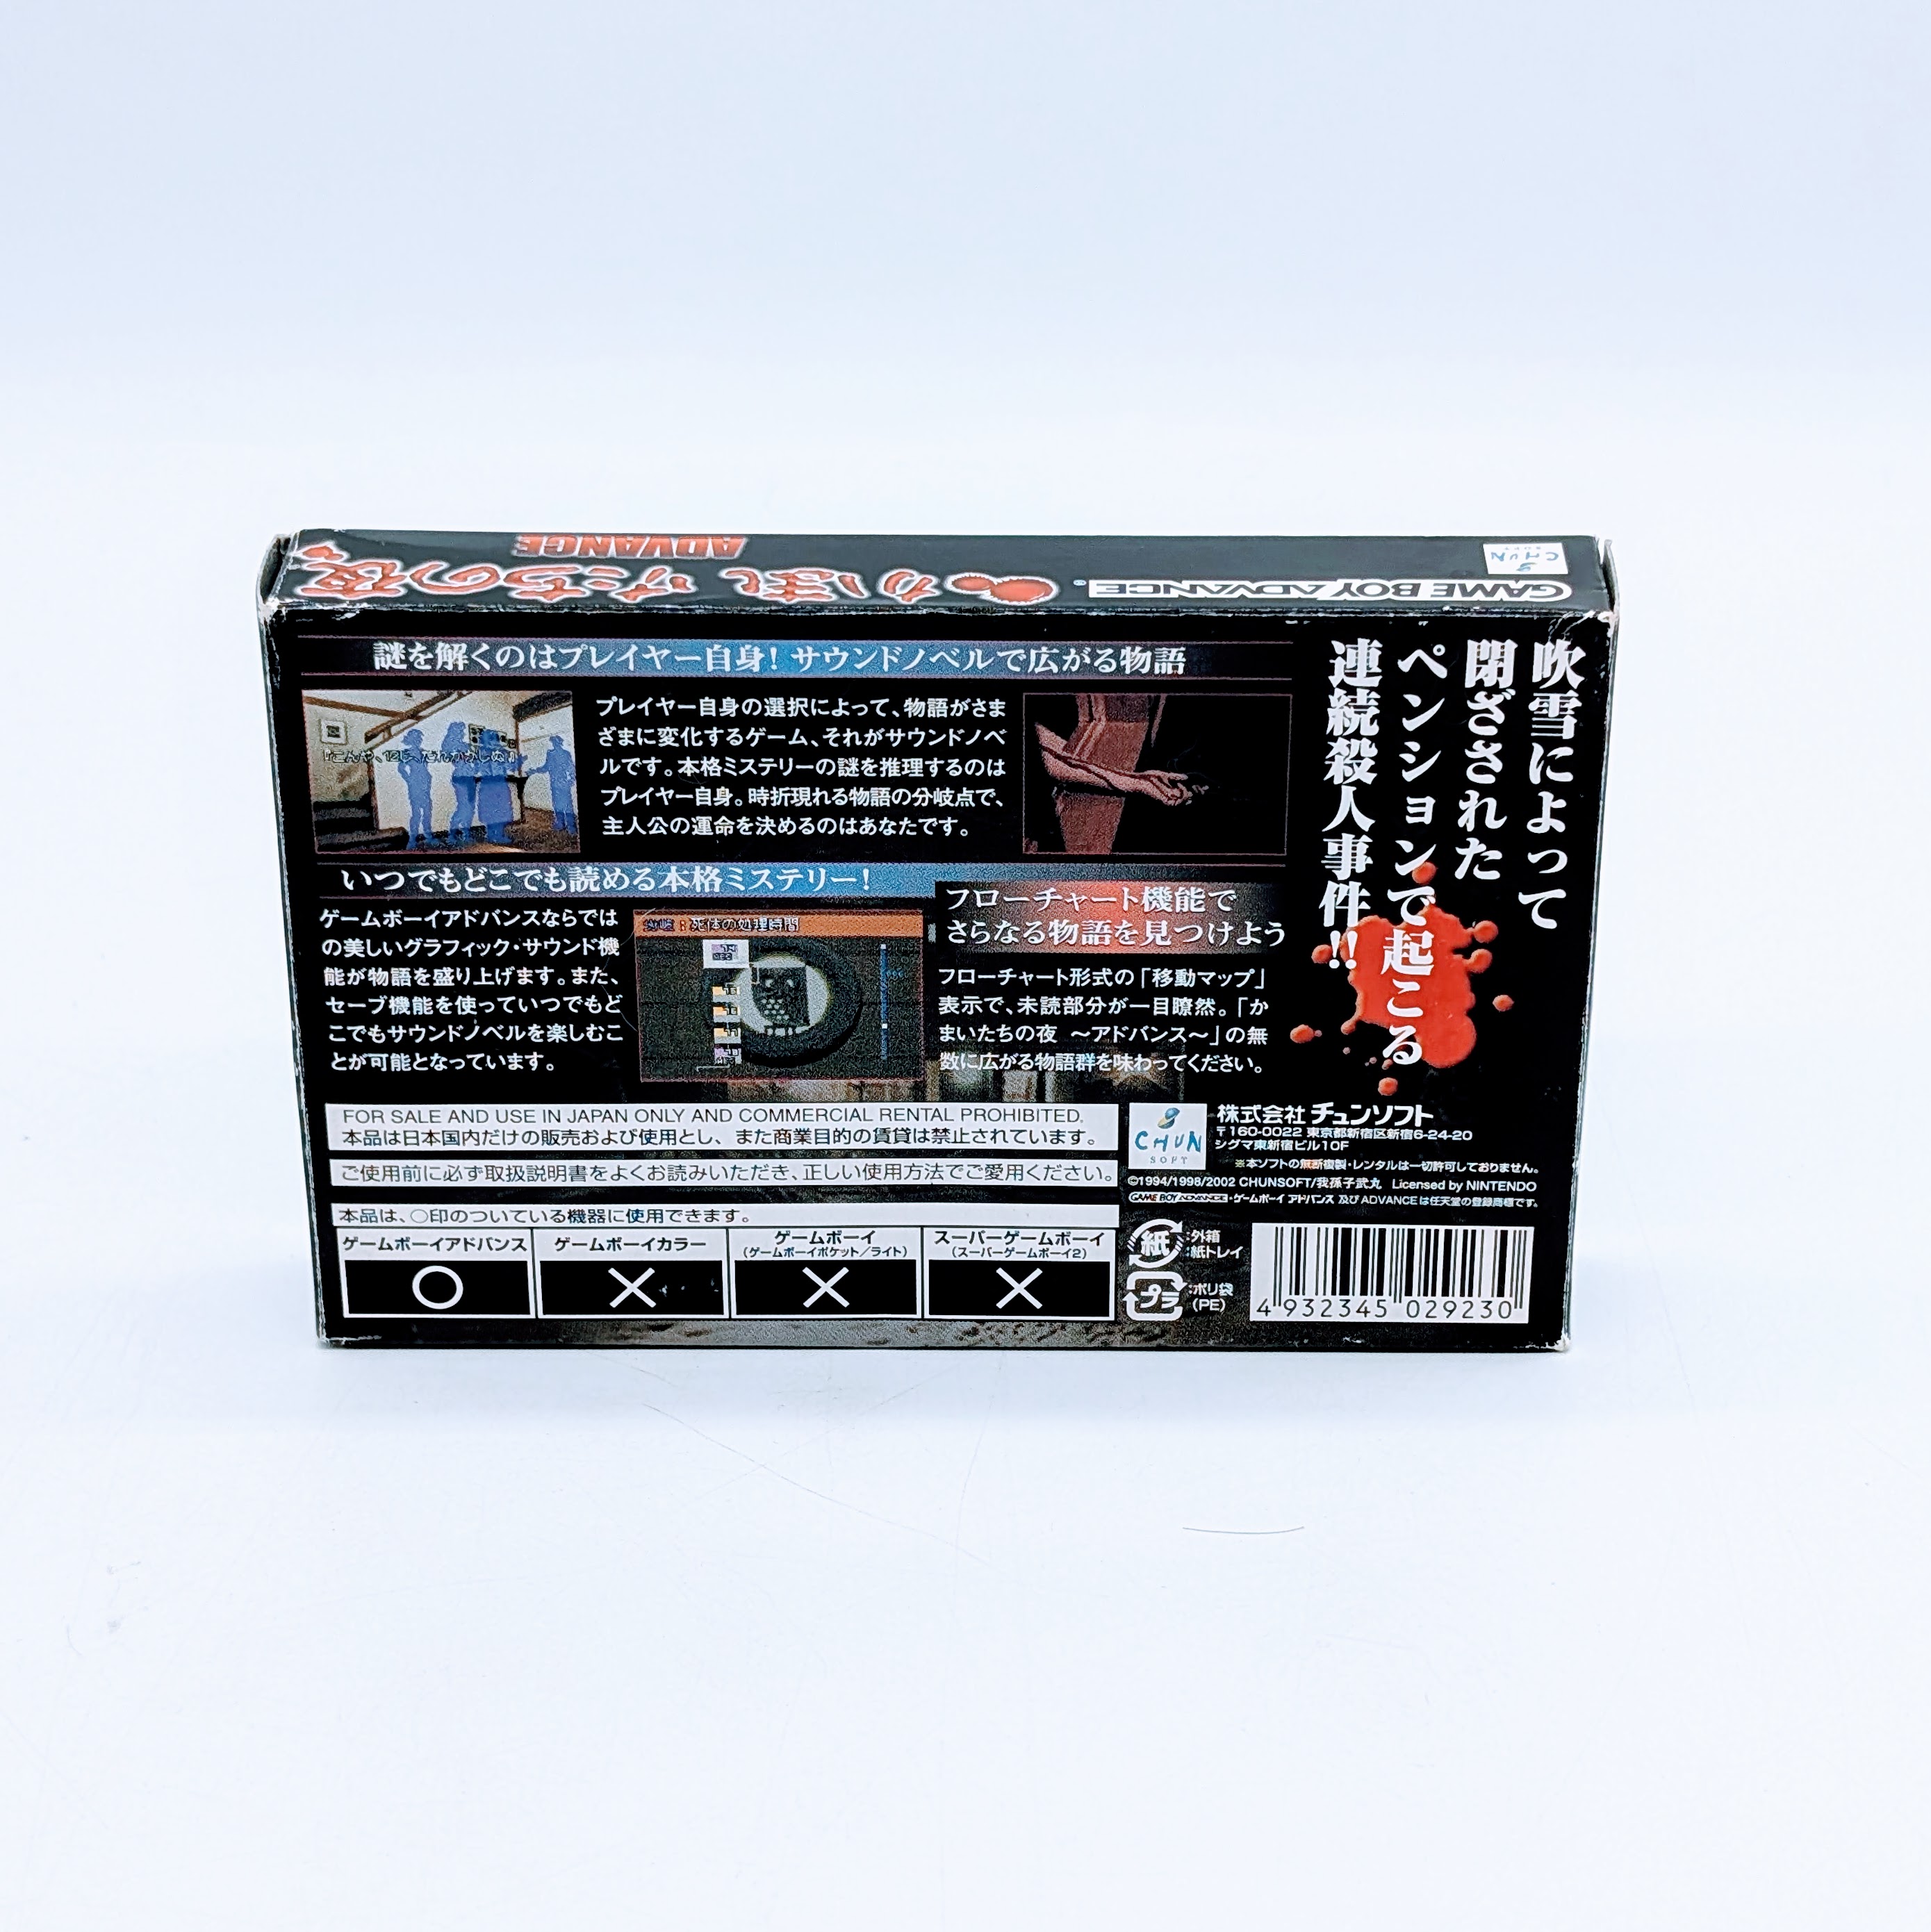 かまいたちの夜
ADVANCE
GAME BOY ADVANCE
CHUN
SOFT
吹雪によって
閉ざされた
ペンションで起こる
連続殺人事件!!
謎を解くのはプレイヤー自身!サウンドノベルで広がる物語
プレイヤー自身の選択によって、物語がさま
ざまに変化するゲーム、それがサウンドノベ
ルです。本格ミステリーの謎を推理するのは
プレイヤー自身。時折現れる物語の分岐点で、
主人公の運命を決めるのはあなたです。
『こんや、12じ、だれかがしぬ』
いつでもどこでも読める本格ミステリー!
ゲームボーイアドバンスならでは
の美しいグラフィック・サウンド機
能が物語を盛り上げます。また、
セーブ機能を使っていつでもど
こでもサウンドノベルを楽しむこ
とが可能となっています。
:死体の処理時間
フローチャート機能で
さらなる物語を見つけよう
フローチャート形式の「移動マップ」
表示で、未読部分が一目瞭然。「か
まいたちの夜 ～アドバンス～」の無
数に広がる物語群を味わってください。
FOR SALE AND USE IN JAPAN ONLY AND COMMERCIAL RENTAL PROHIBITED.
本品は日本国内だけの販売および使用とし、また商業目的の賃貸は禁止されています。
ご使用前に必ず取扱説明書をよくお読みいただき、正しい使用方法でご愛用ください。
本品は、○印のついている機器に使用できます。
ゲームボーイアドバンス
○
ゲームボーイカラー
×
ゲームボーイ
(ゲームボーイポケット/ライト)
×
スーパーゲームボーイ
(スーパーゲームボーイ2)
×
CHUN
SOFT
株式会社 チュンソフト
〒160-0022 東京都新宿区新宿6-24-20
シグマ東新宿ビル10F
※本ソフトの無断複製・レンタルは一切許可しておりません。
©1994/1998/2002 CHUNSOFT/我孫子武丸 Licensed by NINTENDO
GAME BOY ADVANCE・ゲームボーイアドバンス 及びADVANCEは任天堂の登録商標です。
紙
:外箱
:紙トレイ
プラ
:ポリ袋
(PE)
4 932345 029230